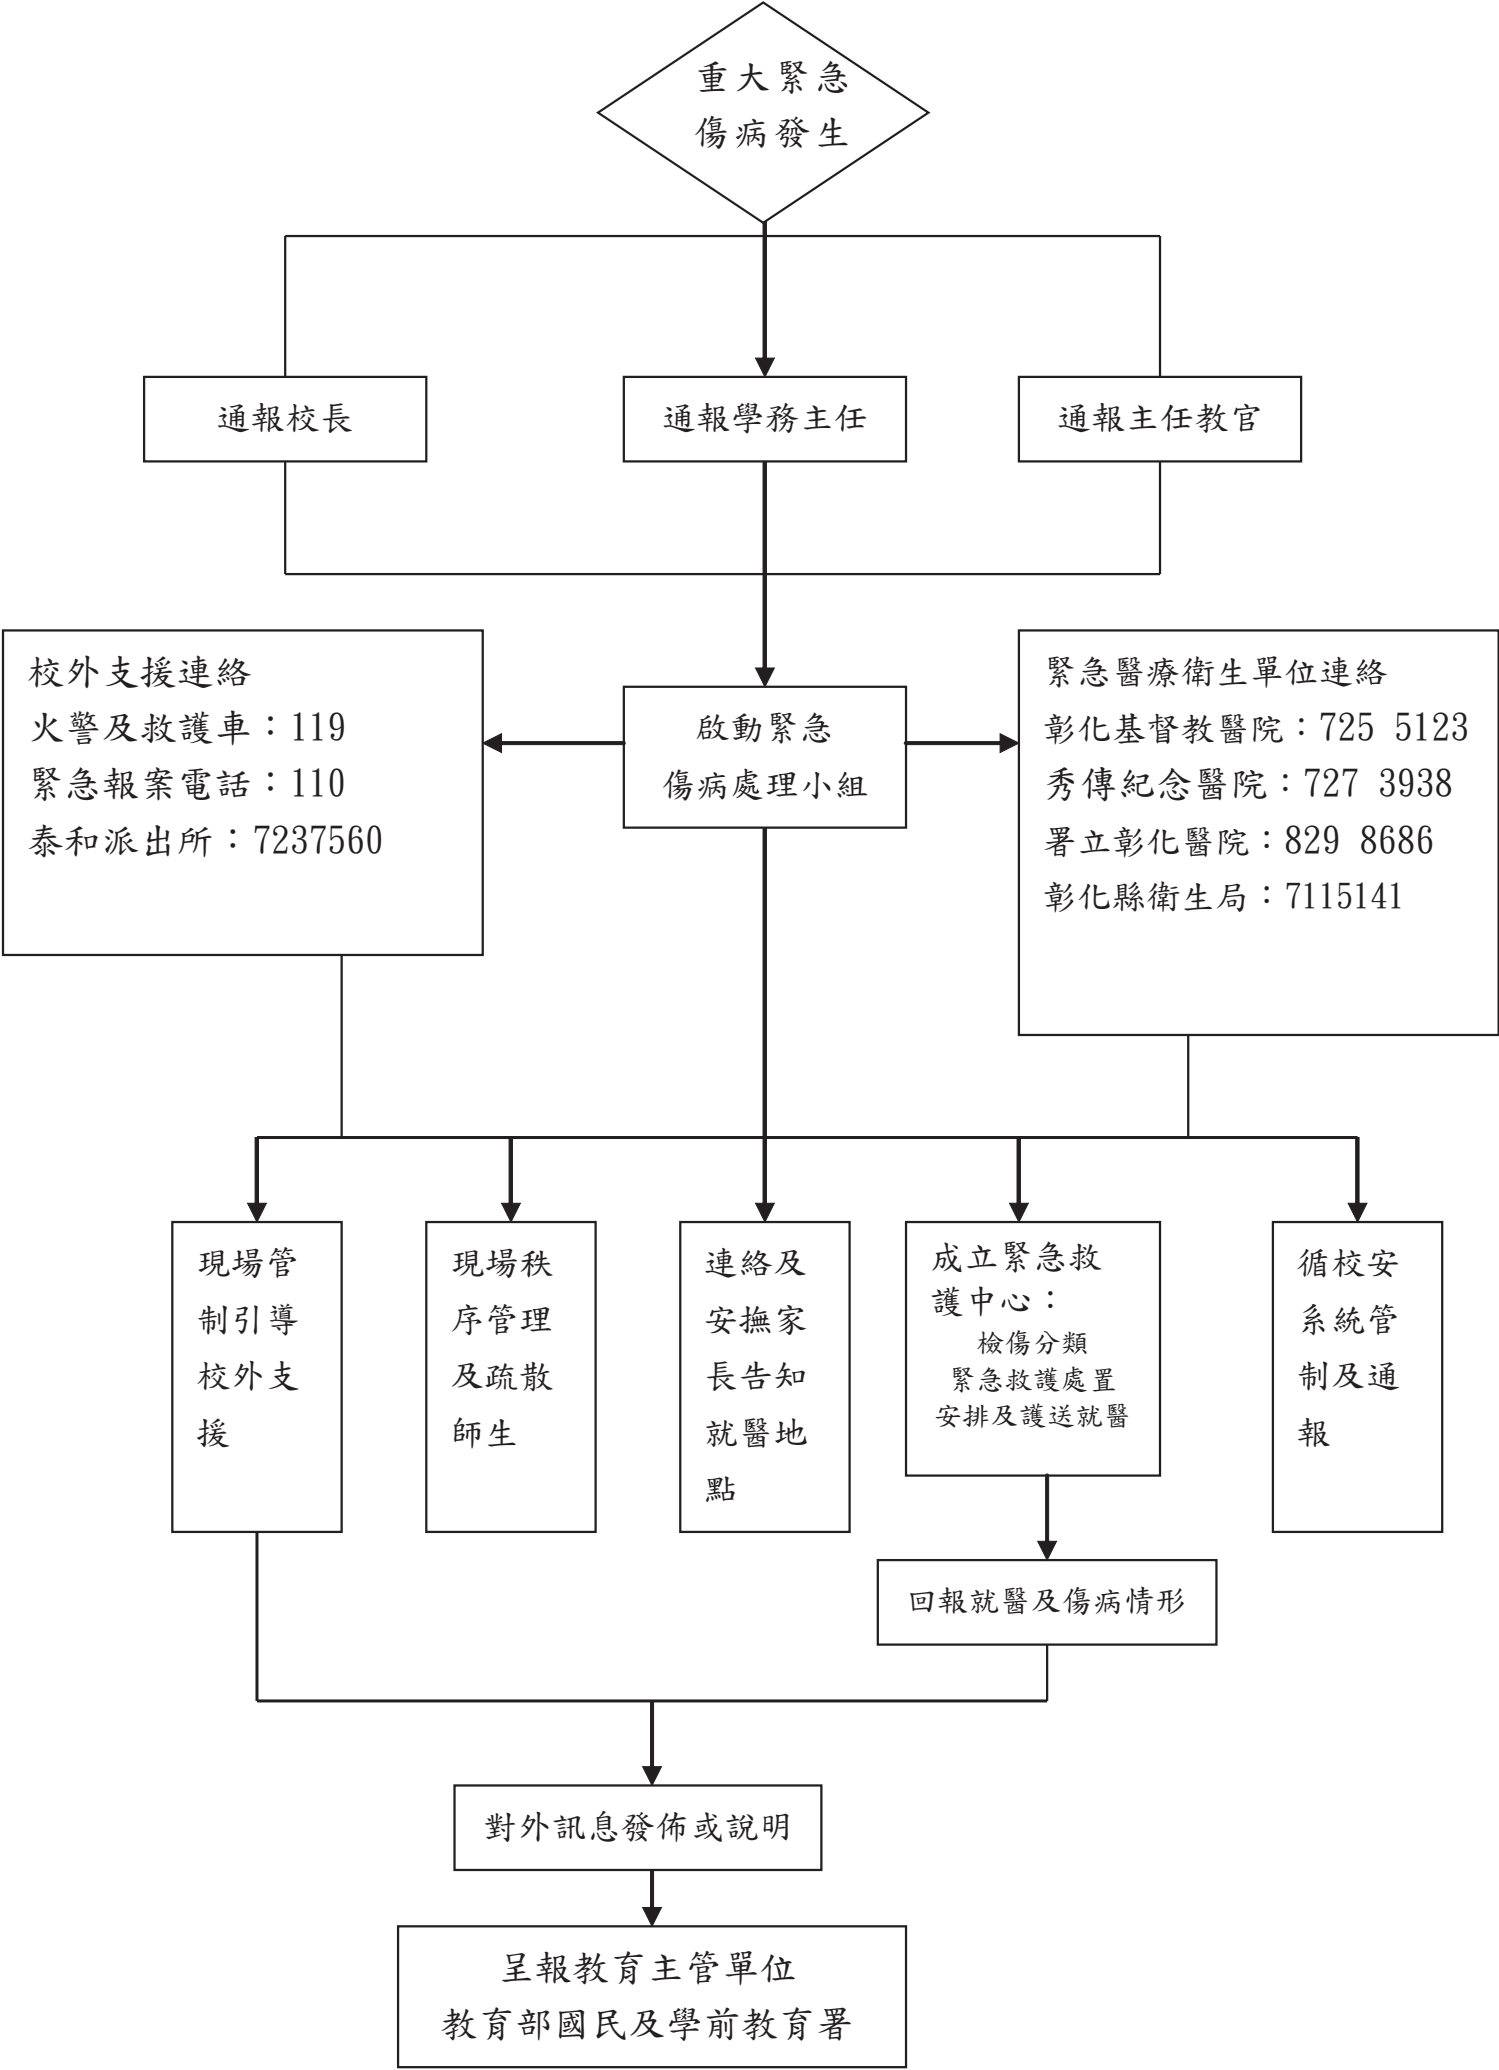 重大緊急
傷病發生
通報校長
通報學務主任
通報主任教官
校外支援連絡
火警及救護車：119
緊急報案電話：110
泰和派出所：7237560
啟動緊急
傷病處理小組
緊急醫療衛生單位連絡
彰化基督教醫院：725 5123
秀傳紀念醫院：727 3938
署立彰化醫院：829 8686
彰化縣衛生局：7115141
現場管
制引導
校外支
援
現場秩
序管理
及疏散
師生
連絡及
安撫家
長告知
就醫地
點
成立緊急救
護中心：
檢傷分類
緊急救護處置
安排及護送就醫
循校安
系統管
制及通
報
回報就醫及傷病情形
對外訊息發佈或說明
呈報教育主管單位
教育部國民及學前教育署